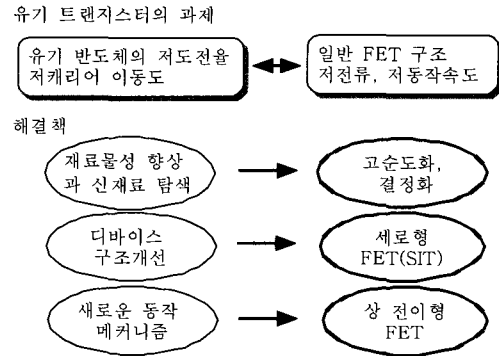 유기 트랜지스터의 과제
유기 반도체의 저도전율
저캐리어 이동도
일반 FET 구조
저전류, 저동작속도
해결책
재료물성 향상
과 신재료 탐색
고순도화,
결정화
디바이스
구조개선
세로형
FET(SIT)
새로운 동작
메커니즘
상 전이형
FET